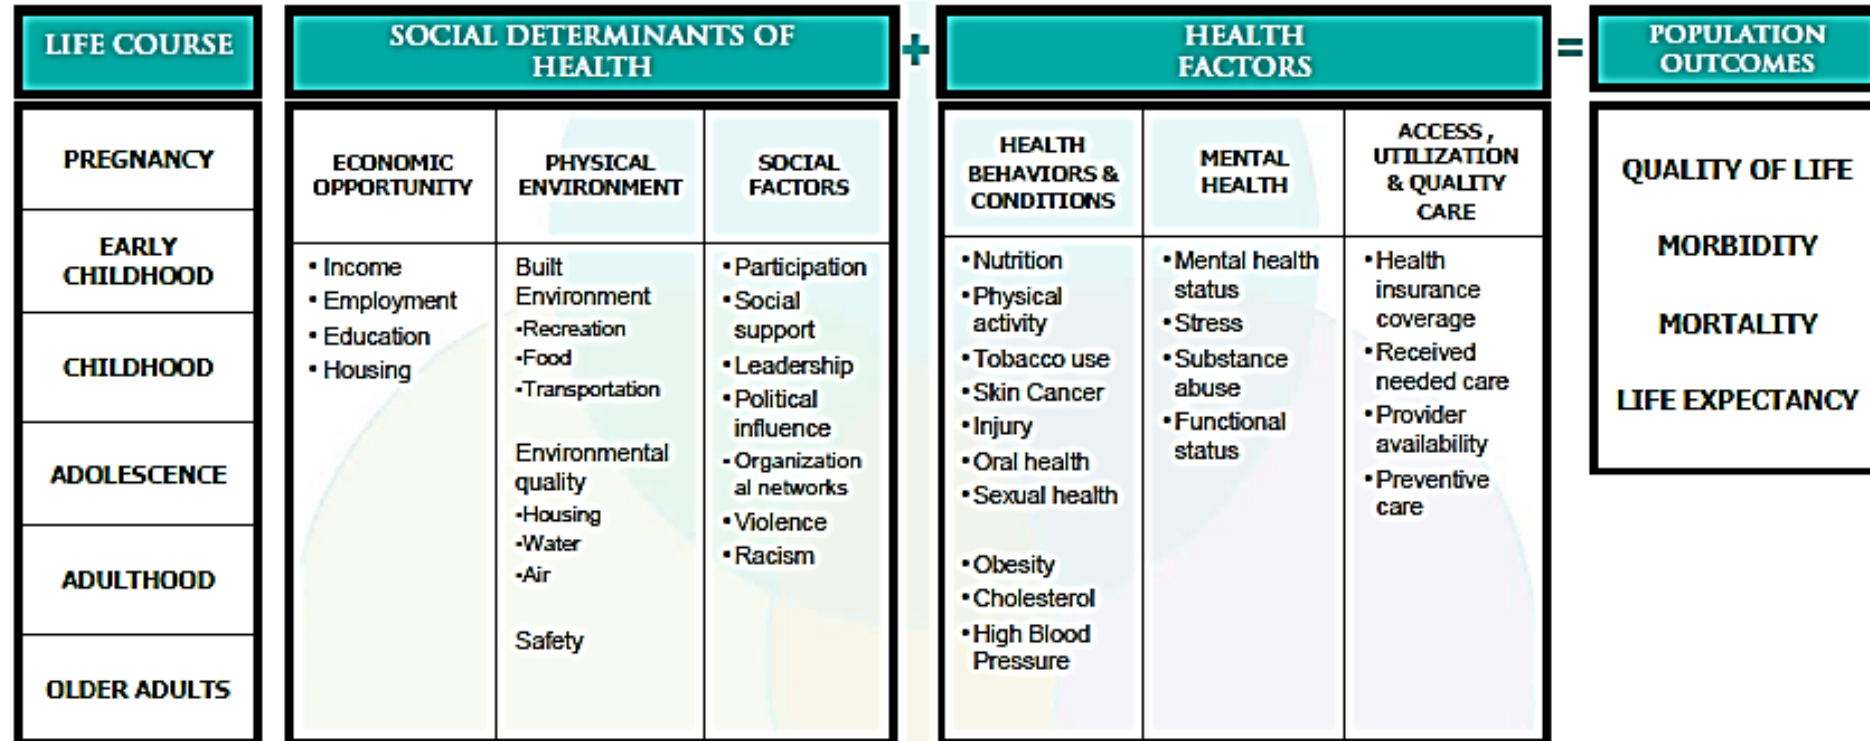 LIFE COURSE
PREGNANCY
EARLY
CHILDHOOD
CHILDHOOD
ADOLESCENCE
ADULTHOOD
OLDER ADULTS
SOCIAL DETERMINANTS OF
HEALTH
ECONOMIC
OPPORTUNITY
• Income
• Employment
• Education
• Housing
PHYSICAL
ENVIRONMENT
Built
Environment
-Recreation
-Food
-Transportation
Environmental
quality
-Housing
-Water
-Air
Safety
SOCIAL
FACTORS
• Participation
• Social
support
• Leadership
• Political
influence
- Organization
al networks
• Violence
• Racism
+
HEALTH
FACTORS
HEALTH
BEHAVIORS &
CONDITIONS
• Nutrition
• Physical
activity
• Tobacco use
• Skin Cancer
• Injury
• Oral health
• Sexual health
• Obesity
• Cholesterol
• High Blood
Pressure
MENTAL
HEALTH
• Mental health
status
• Stress
• Substance
abuse
• Functional
status
ACCESS ,
UTILIZATION
& QUALITY
CARE
• Health
insurance
coverage
• Received
needed care
• Provider
availability
• Preventive
care
=
POPULATION
OUTCOMES
QUALITY OF LIFE
MORBIDITY
MORTALITY
LIFE EXPECTANCY